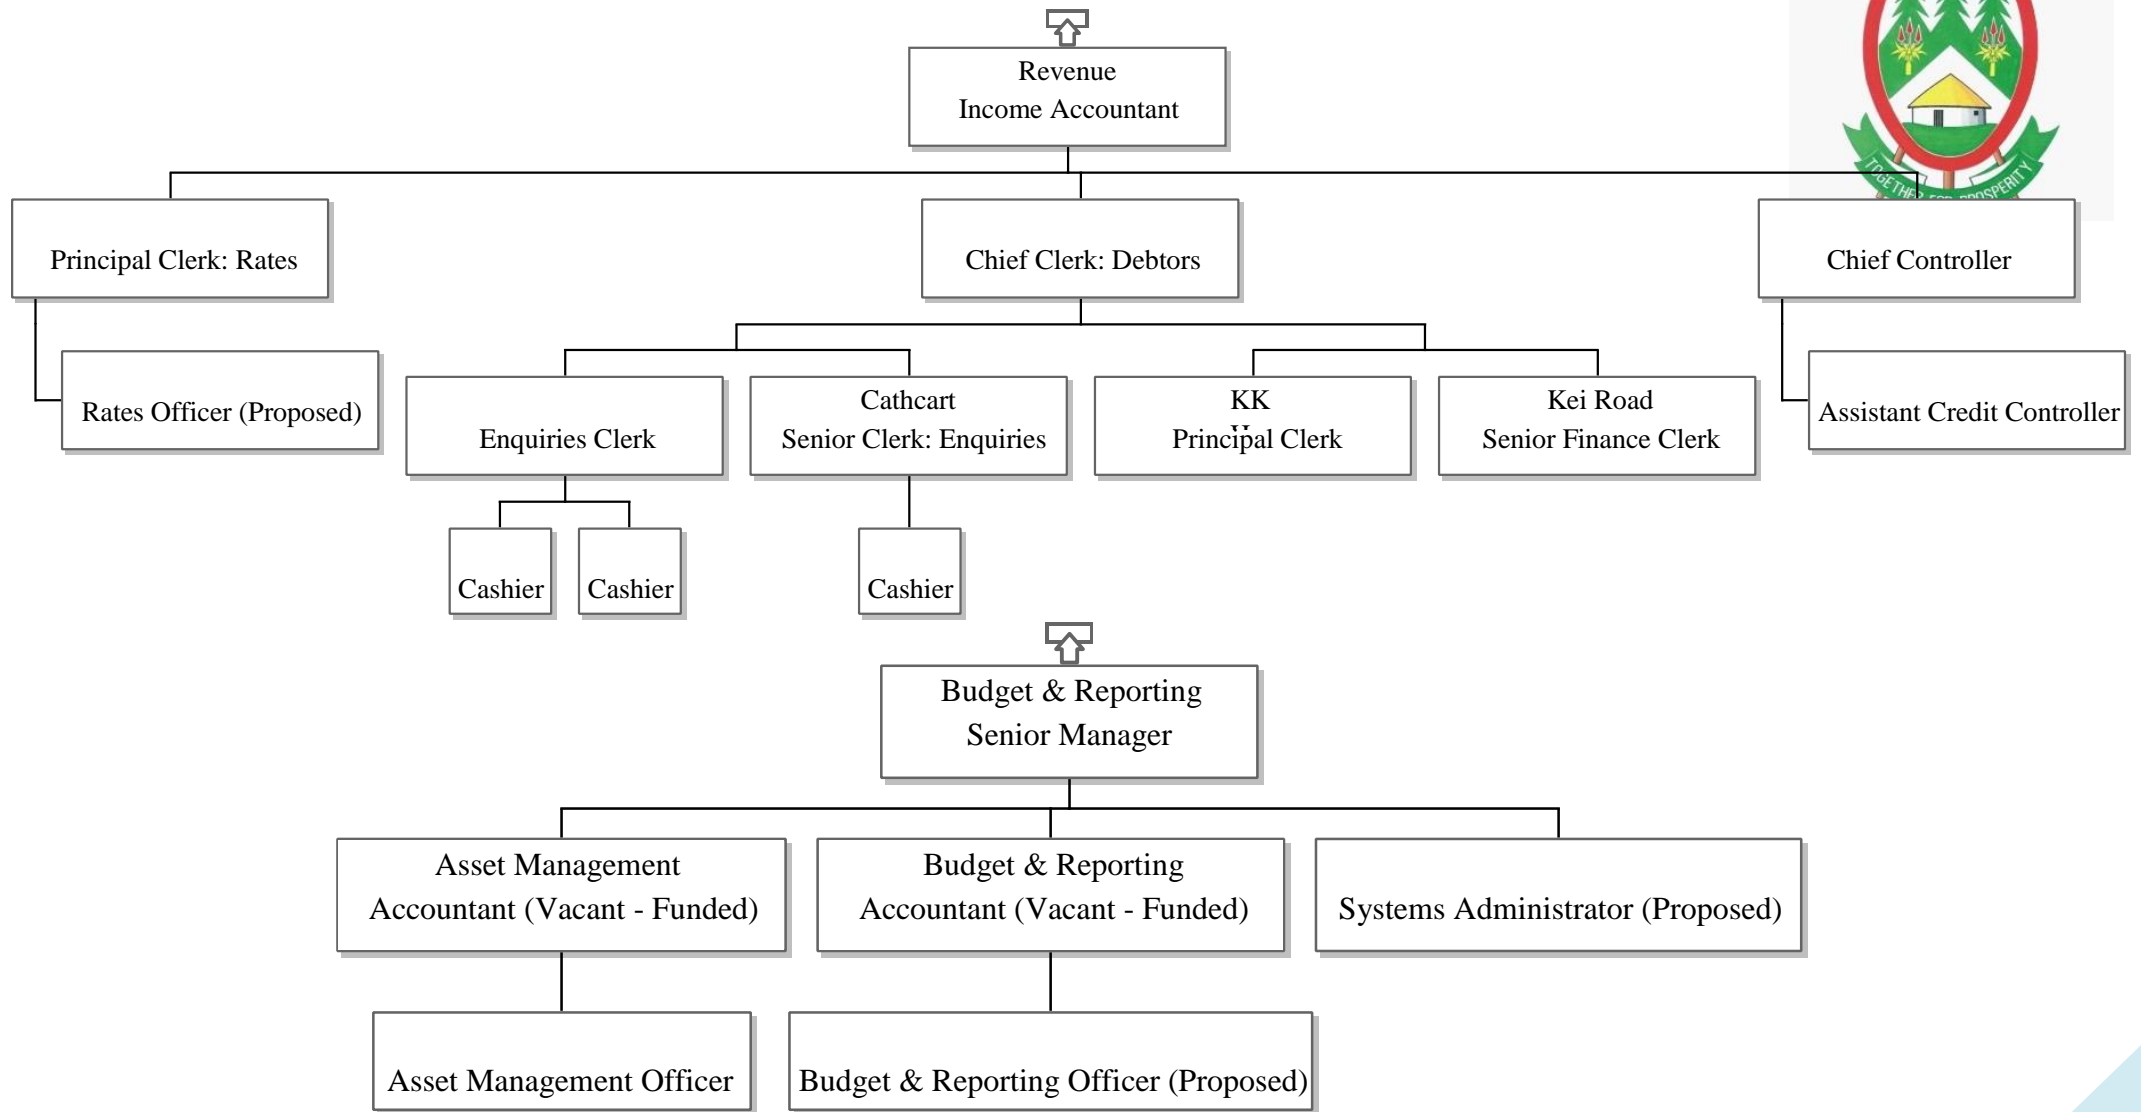 Revenue
Income Accountant
TOGETHER FOR PROSPERITY
Principal Clerk: Rates
Chief Clerk: Debtors
Chief Controller
Rates Officer (Proposed)
Enquiries Clerk
Cathcart
Senior Clerk: Enquiries
KK
Principal Clerk
Kei Road
Senior Finance Clerk
Assistant Credit Controller
Cashier
Cashier
Cashier
Budget & Reporting
Senior Manager
Asset Management
Accountant (Vacant - Funded)
Budget & Reporting
Accountant (Vacant - Funded)
Systems Administrator (Proposed)
Asset Management Officer
Budget & Reporting Officer (Proposed)